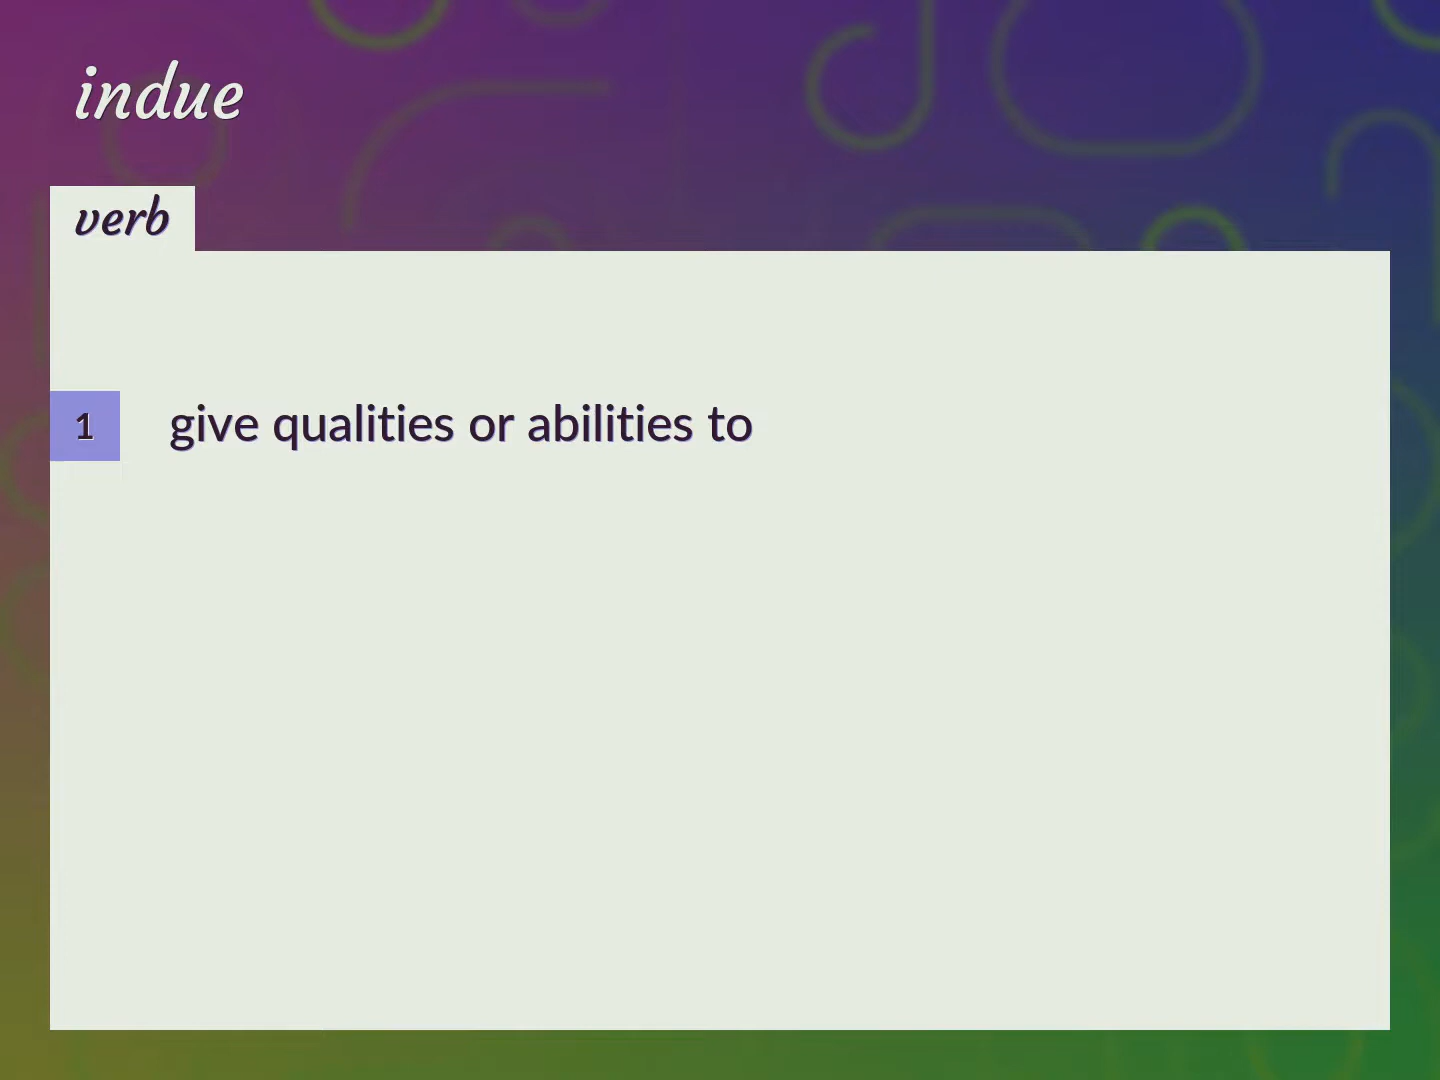 indue
verb
1 give qualities or abilities to